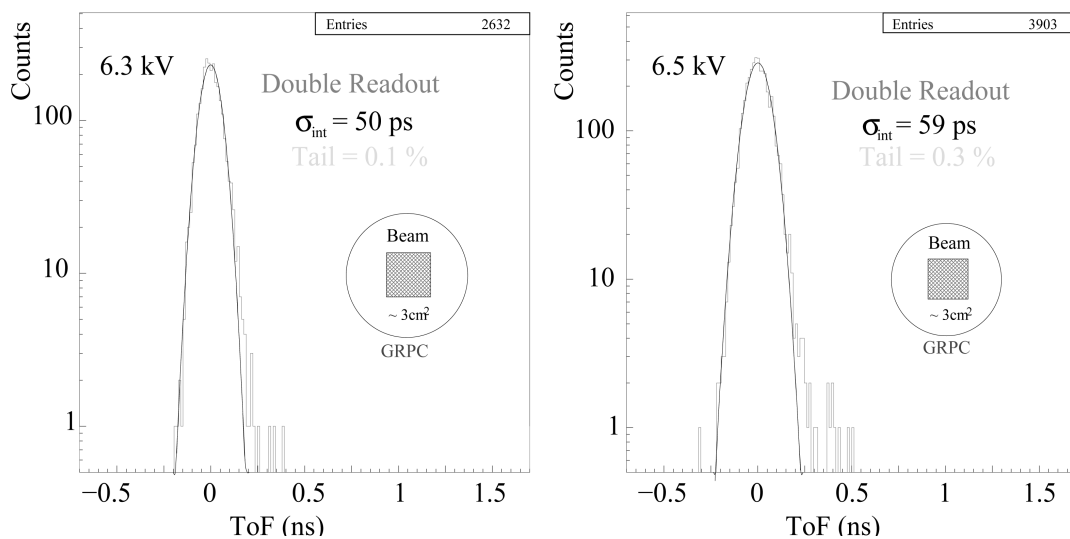 Entries 2632
6.3 kV
Counts
Double Readout
σint = 50 ps
Tail = 0.1 %
100
10
1
Beam
~ 3cm2
GRPC
−0.5 0 0.5 1 1.5
ToF (ns)
Entries 3903
6.5 kV
Counts
Double Readout
σint = 59 ps
Tail = 0.3 %
100
10
1
Beam
~ 3cm2
GRPC
−0.5 0 0.5 1 1.5
ToF (ns)